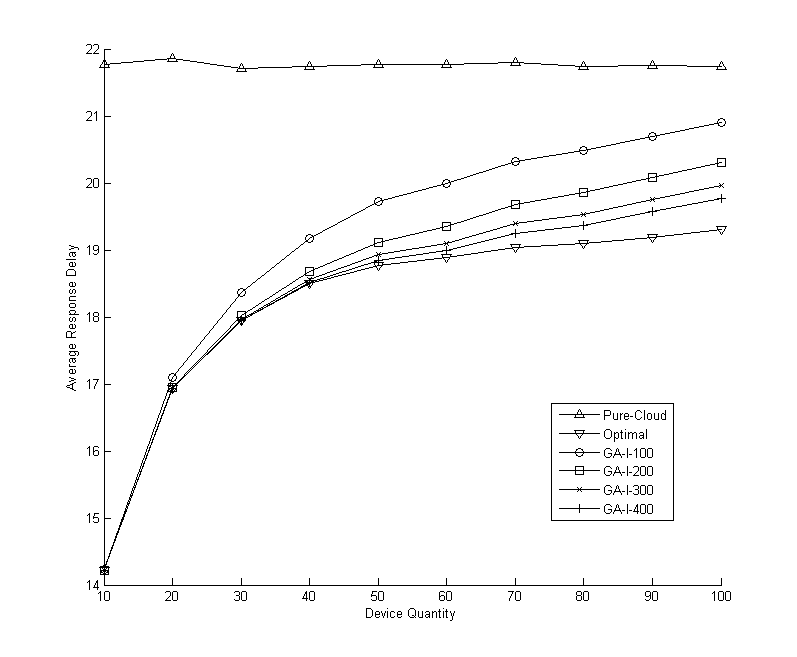 22
21
20
19
18
17
16
15
14
Average Response Delay
10 20 30 40 50 60 70 80 90 100
Device Quantity
Pure-Cloud
Optimal
GA-I-100
GA-I-200
GA-I-300
GA-I-400